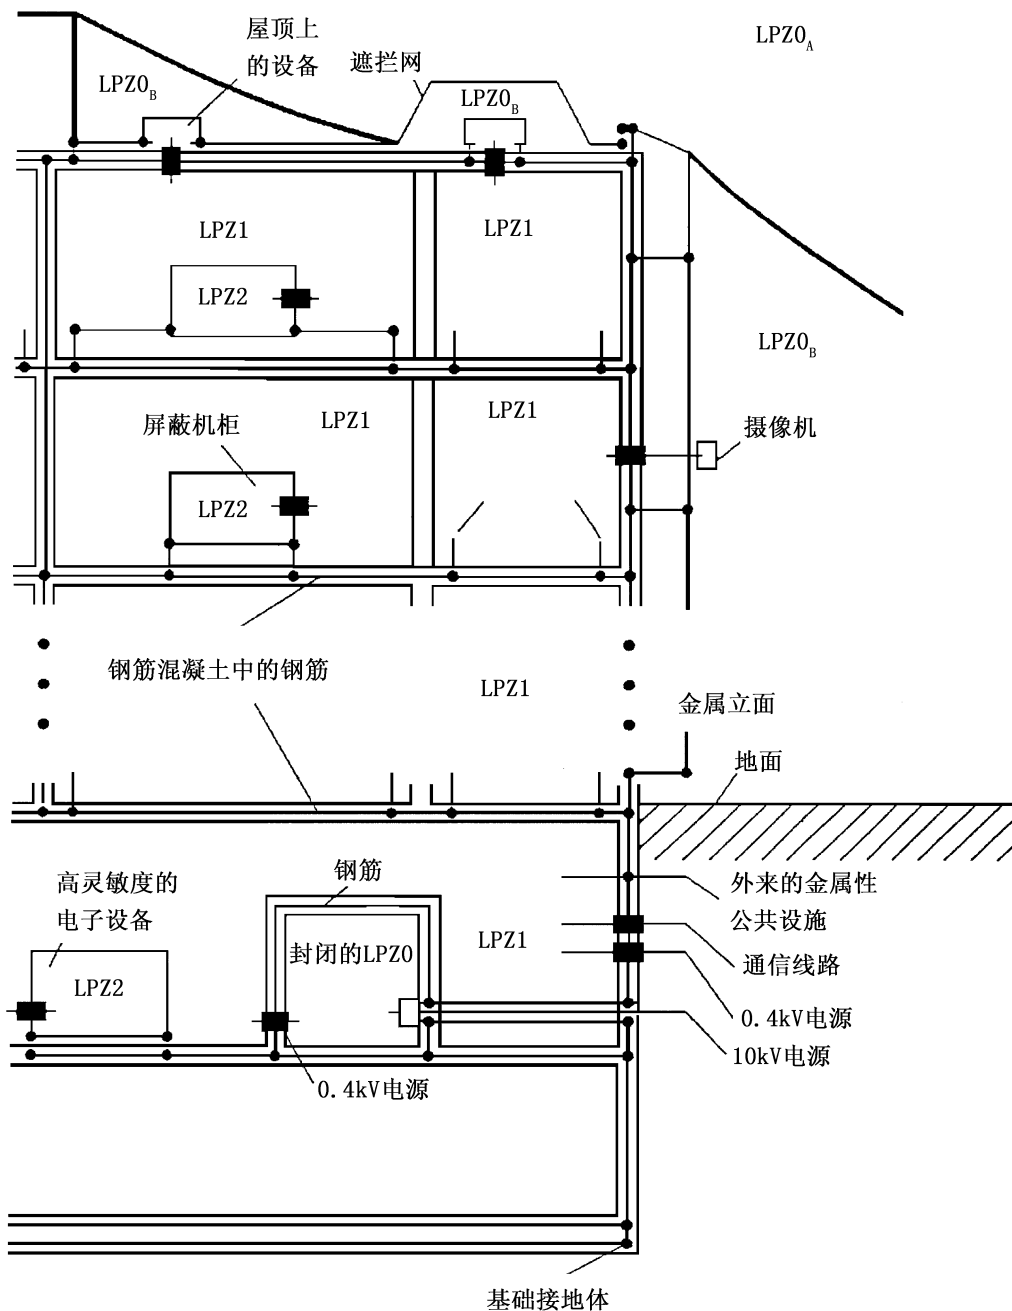 屋顶上
的设备
遮拦网
LPZ0A
LPZ0B
LPZ0B
LPZ1
LPZ1
LPZ2
LPZ0B
屏蔽机柜
LPZ1
LPZ1
摄像机
LPZ2
钢筋混凝土中的钢筋
LPZ1
金属立面
地面
高灵敏度的
电子设备
钢筋
外来的金属性
公共设施
封闭的LPZ0
LPZ1
通信线路
LPZ2
0.4kV电源
10kV电源
0.4kV电源
基础接地体